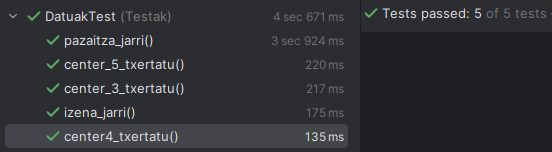 DatuakTest (Testak) 4 sec 671 ms
pazaitza_jarri() 3 sec 924 ms
center_5_txertatu() 220 ms
center_3_txertatu() 217 ms
izena_jarri() 175 ms
center4_txertatu() 135 ms
Tests passed: 5 of 5 tests